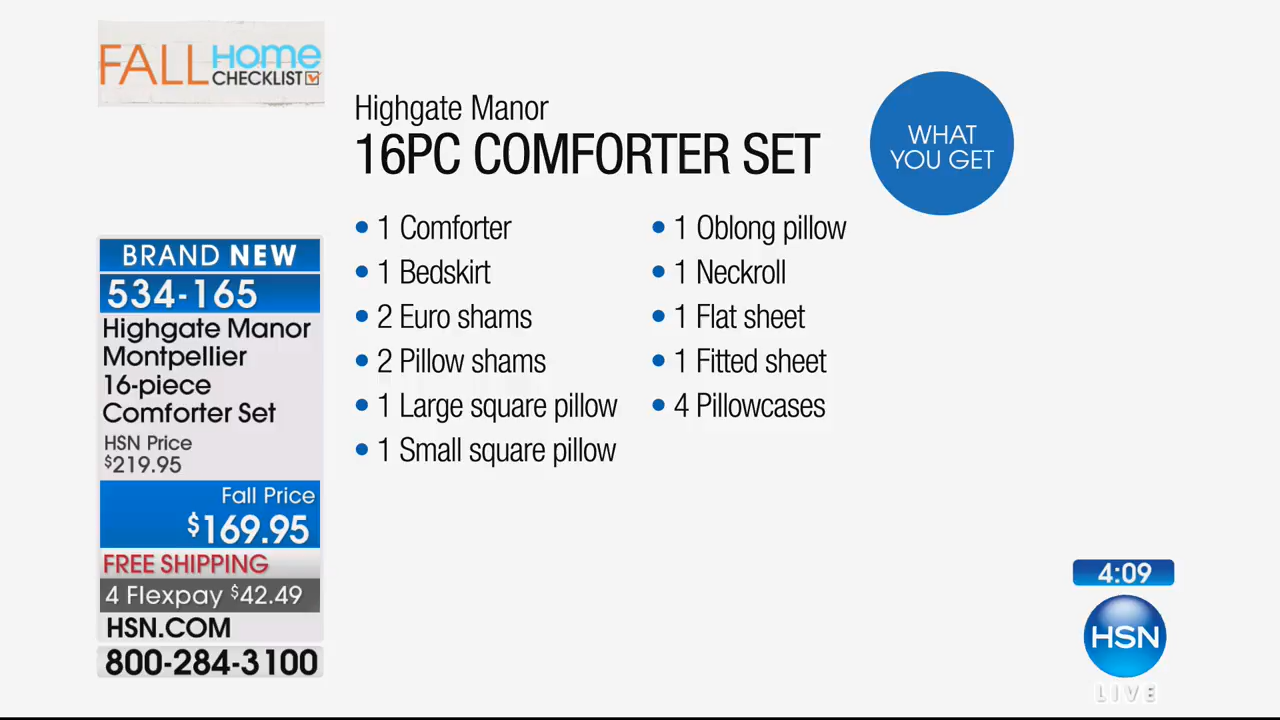 FALL Home
CHECKLIST
Highgate Manor
16PC COMFORTER SET
WHAT
YOU GET
• 1 Comforter
• 1 Bedskirt
• 2 Euro shams
• 2 Pillow shams
• 1 Large square pillow
• 1 Small square pillow
• 1 Oblong pillow
• 1 Neckroll
• 1 Flat sheet
• 1 Fitted sheet
• 4 Pillowcases
BRAND NEW
534-165
Highgate Manor
Montpellier
16-piece
Comforter Set
HSN Price
$219.95
Fall Price
$169.95
FREE SHIPPING
4 Flexpay $42.49
HSN.COM
800-284-3100
4:09
HSN
LIVE